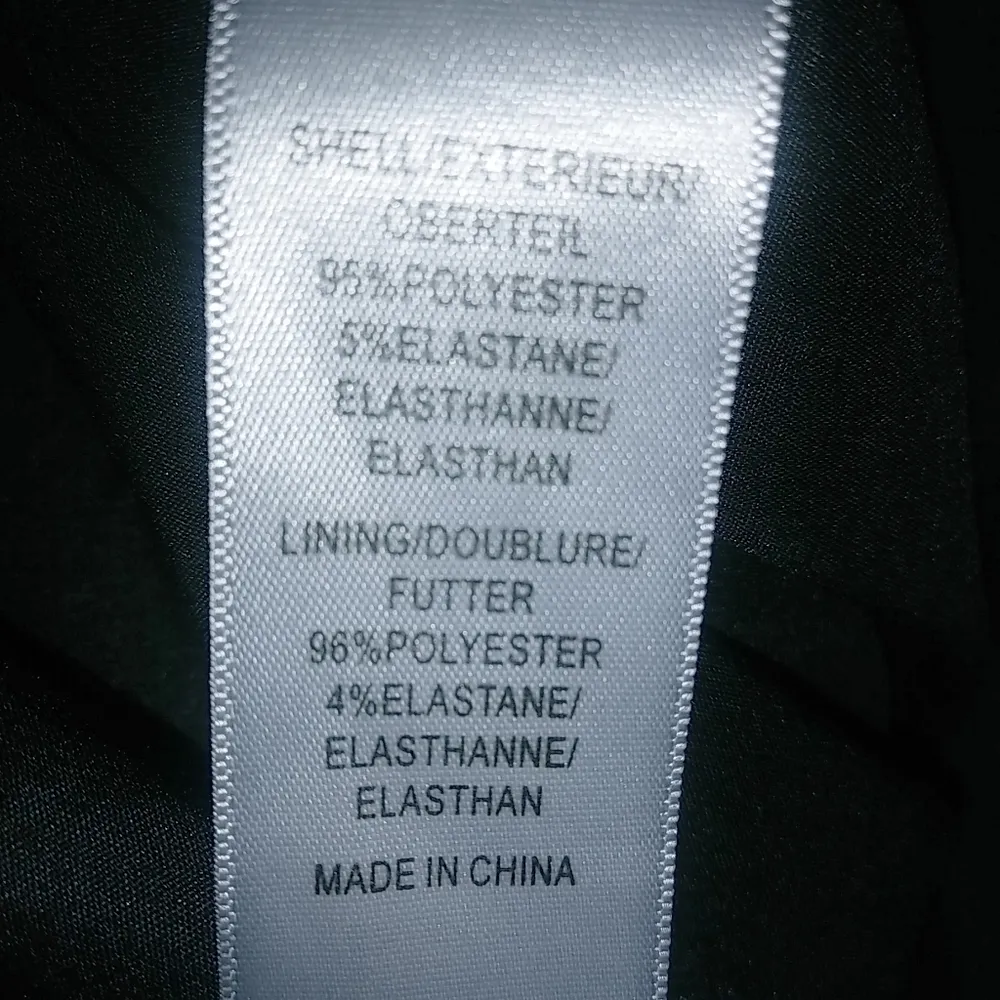 SHELL/EXTERIEUR/
OBERTEIL
95%POLYESTER
5%ELASTANE/
ELASTHANNE/
ELASTHAN
LINING/DOUBLURE/
FUTTER
96%POLYESTER
4%ELASTANE/
ELASTHANNE/
ELASTHAN
MADE IN CHINA